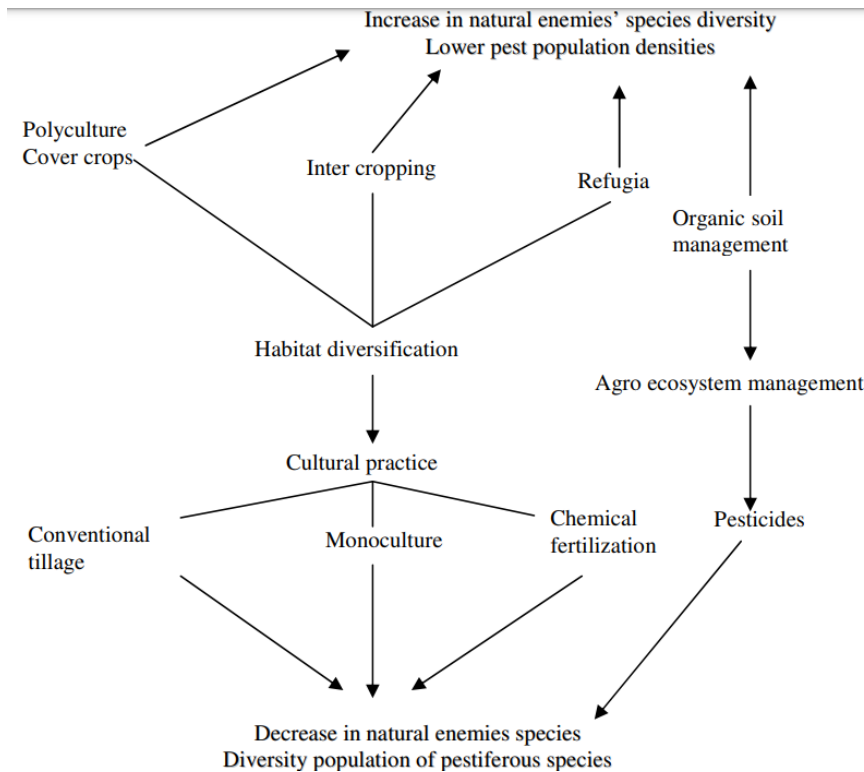 Increase in natural enemies' species diversity
Lower pest population densities
Polyculture
Cover crops
Inter cropping
Refugia
Organic soil
management
Habitat diversification
Agro ecosystem management
Cultural practice
Conventional
tillage
Monoculture
Chemical
fertilization
Pesticides
Decrease in natural enemies species
Diversity population of pestiferous species